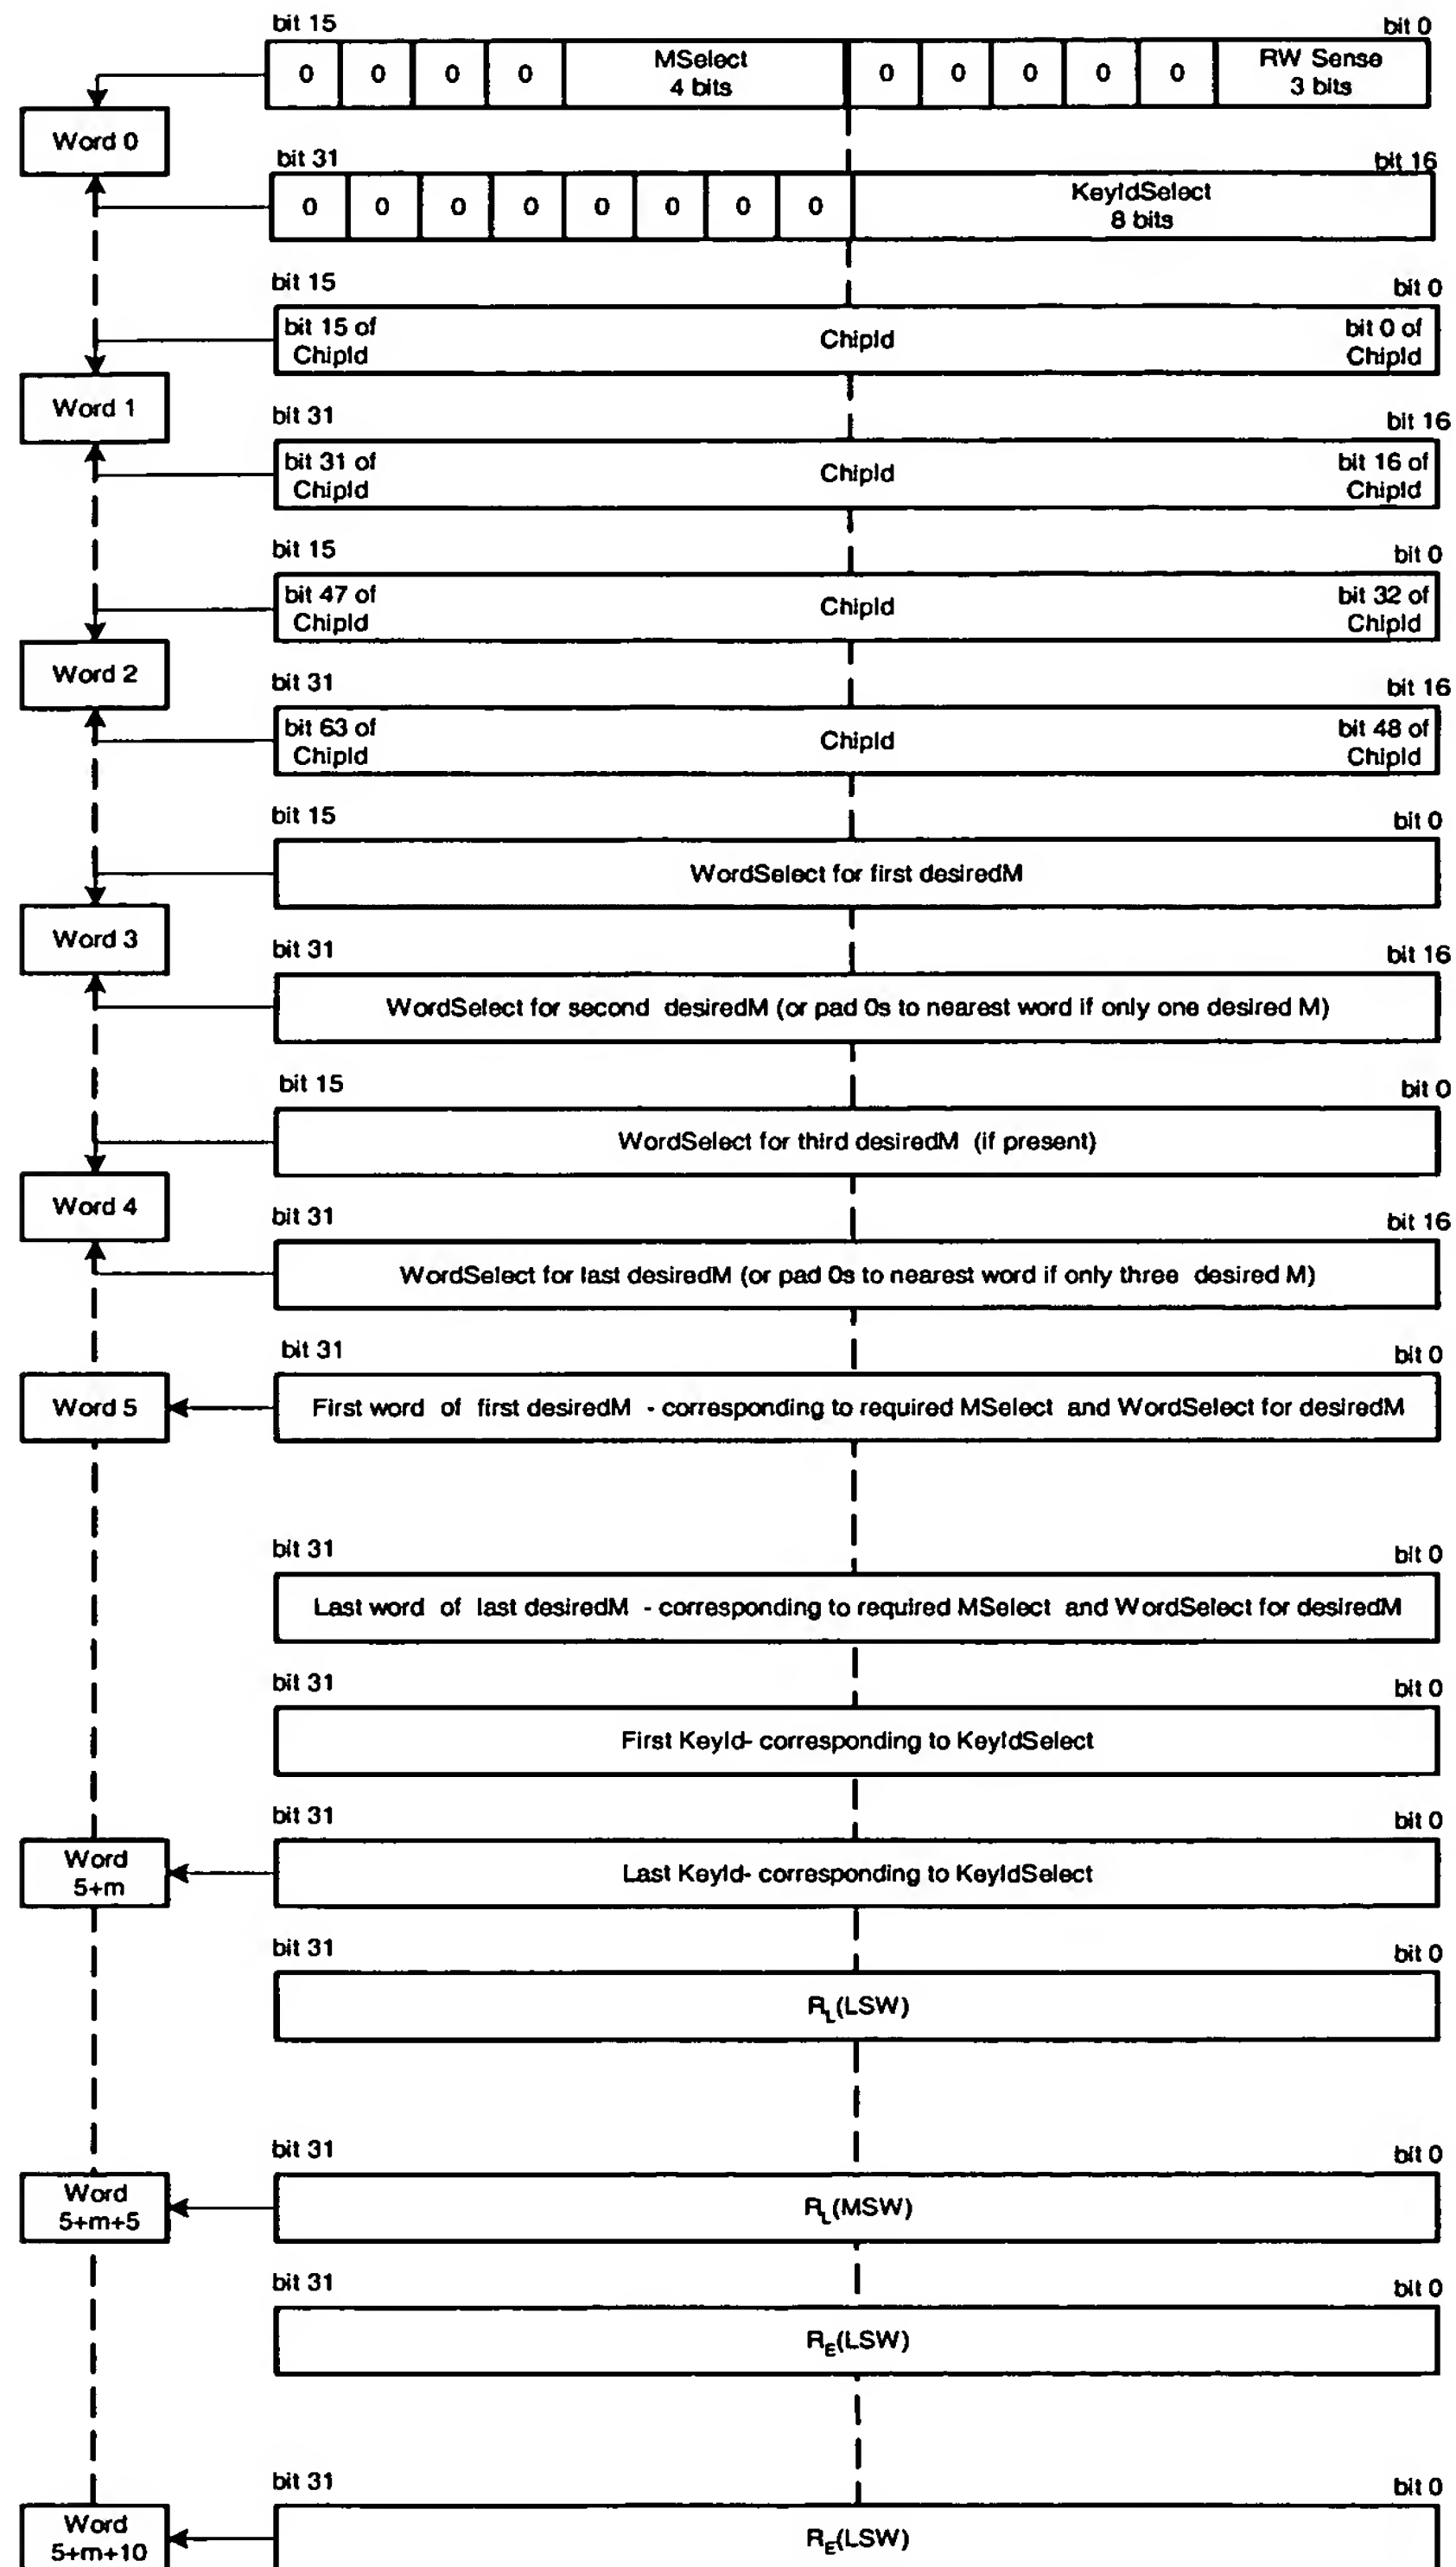 bit 15 bit 0
0 0 0 0 MSelect 4 bits 0 0 0 0 0 RW Sense 3 bits
Word 0
bit 31 bit 16
0 0 0 0 0 0 0 0 KeyIdSelect 8 bits
bit 15 bit 0
bit 15 of ChipId ChipId bit 0 of ChipId
Word 1
bit 31 bit 16
bit 31 of ChipId ChipId bit 16 of ChipId
bit 15 bit 0
bit 47 of ChipId ChipId bit 32 of ChipId
Word 2
bit 31 bit 16
bit 63 of ChipId ChipId bit 48 of ChipId
bit 15 bit 0
WordSelect for first desiredM
Word 3
bit 31 bit 16
WordSelect for second desiredM (or pad 0s to nearest word if only one desired M)
bit 15 bit 0
WordSelect for third desiredM (if present)
Word 4
bit 31 bit 16
WordSelect for last desiredM (or pad 0s to nearest word if only three desired M)
bit 31 bit 0
Word 5 First word of first desiredM - corresponding to required MSelect and WordSelect for desiredM
bit 31 bit 0
Last word of last desiredM - corresponding to required MSelect and WordSelect for desiredM
bit 31 bit 0
First KeyId- corresponding to KeyIdSelect
bit 31 bit 0
Word 5+m Last KeyId- corresponding to KeyIdSelect
bit 31 bit 0
RL(LSW)
bit 31 bit 0
Word 5+m+5 RL(MSW)
bit 31 bit 0
RE(LSW)
bit 31 bit 0
Word 5+m+10 RE(LSW)